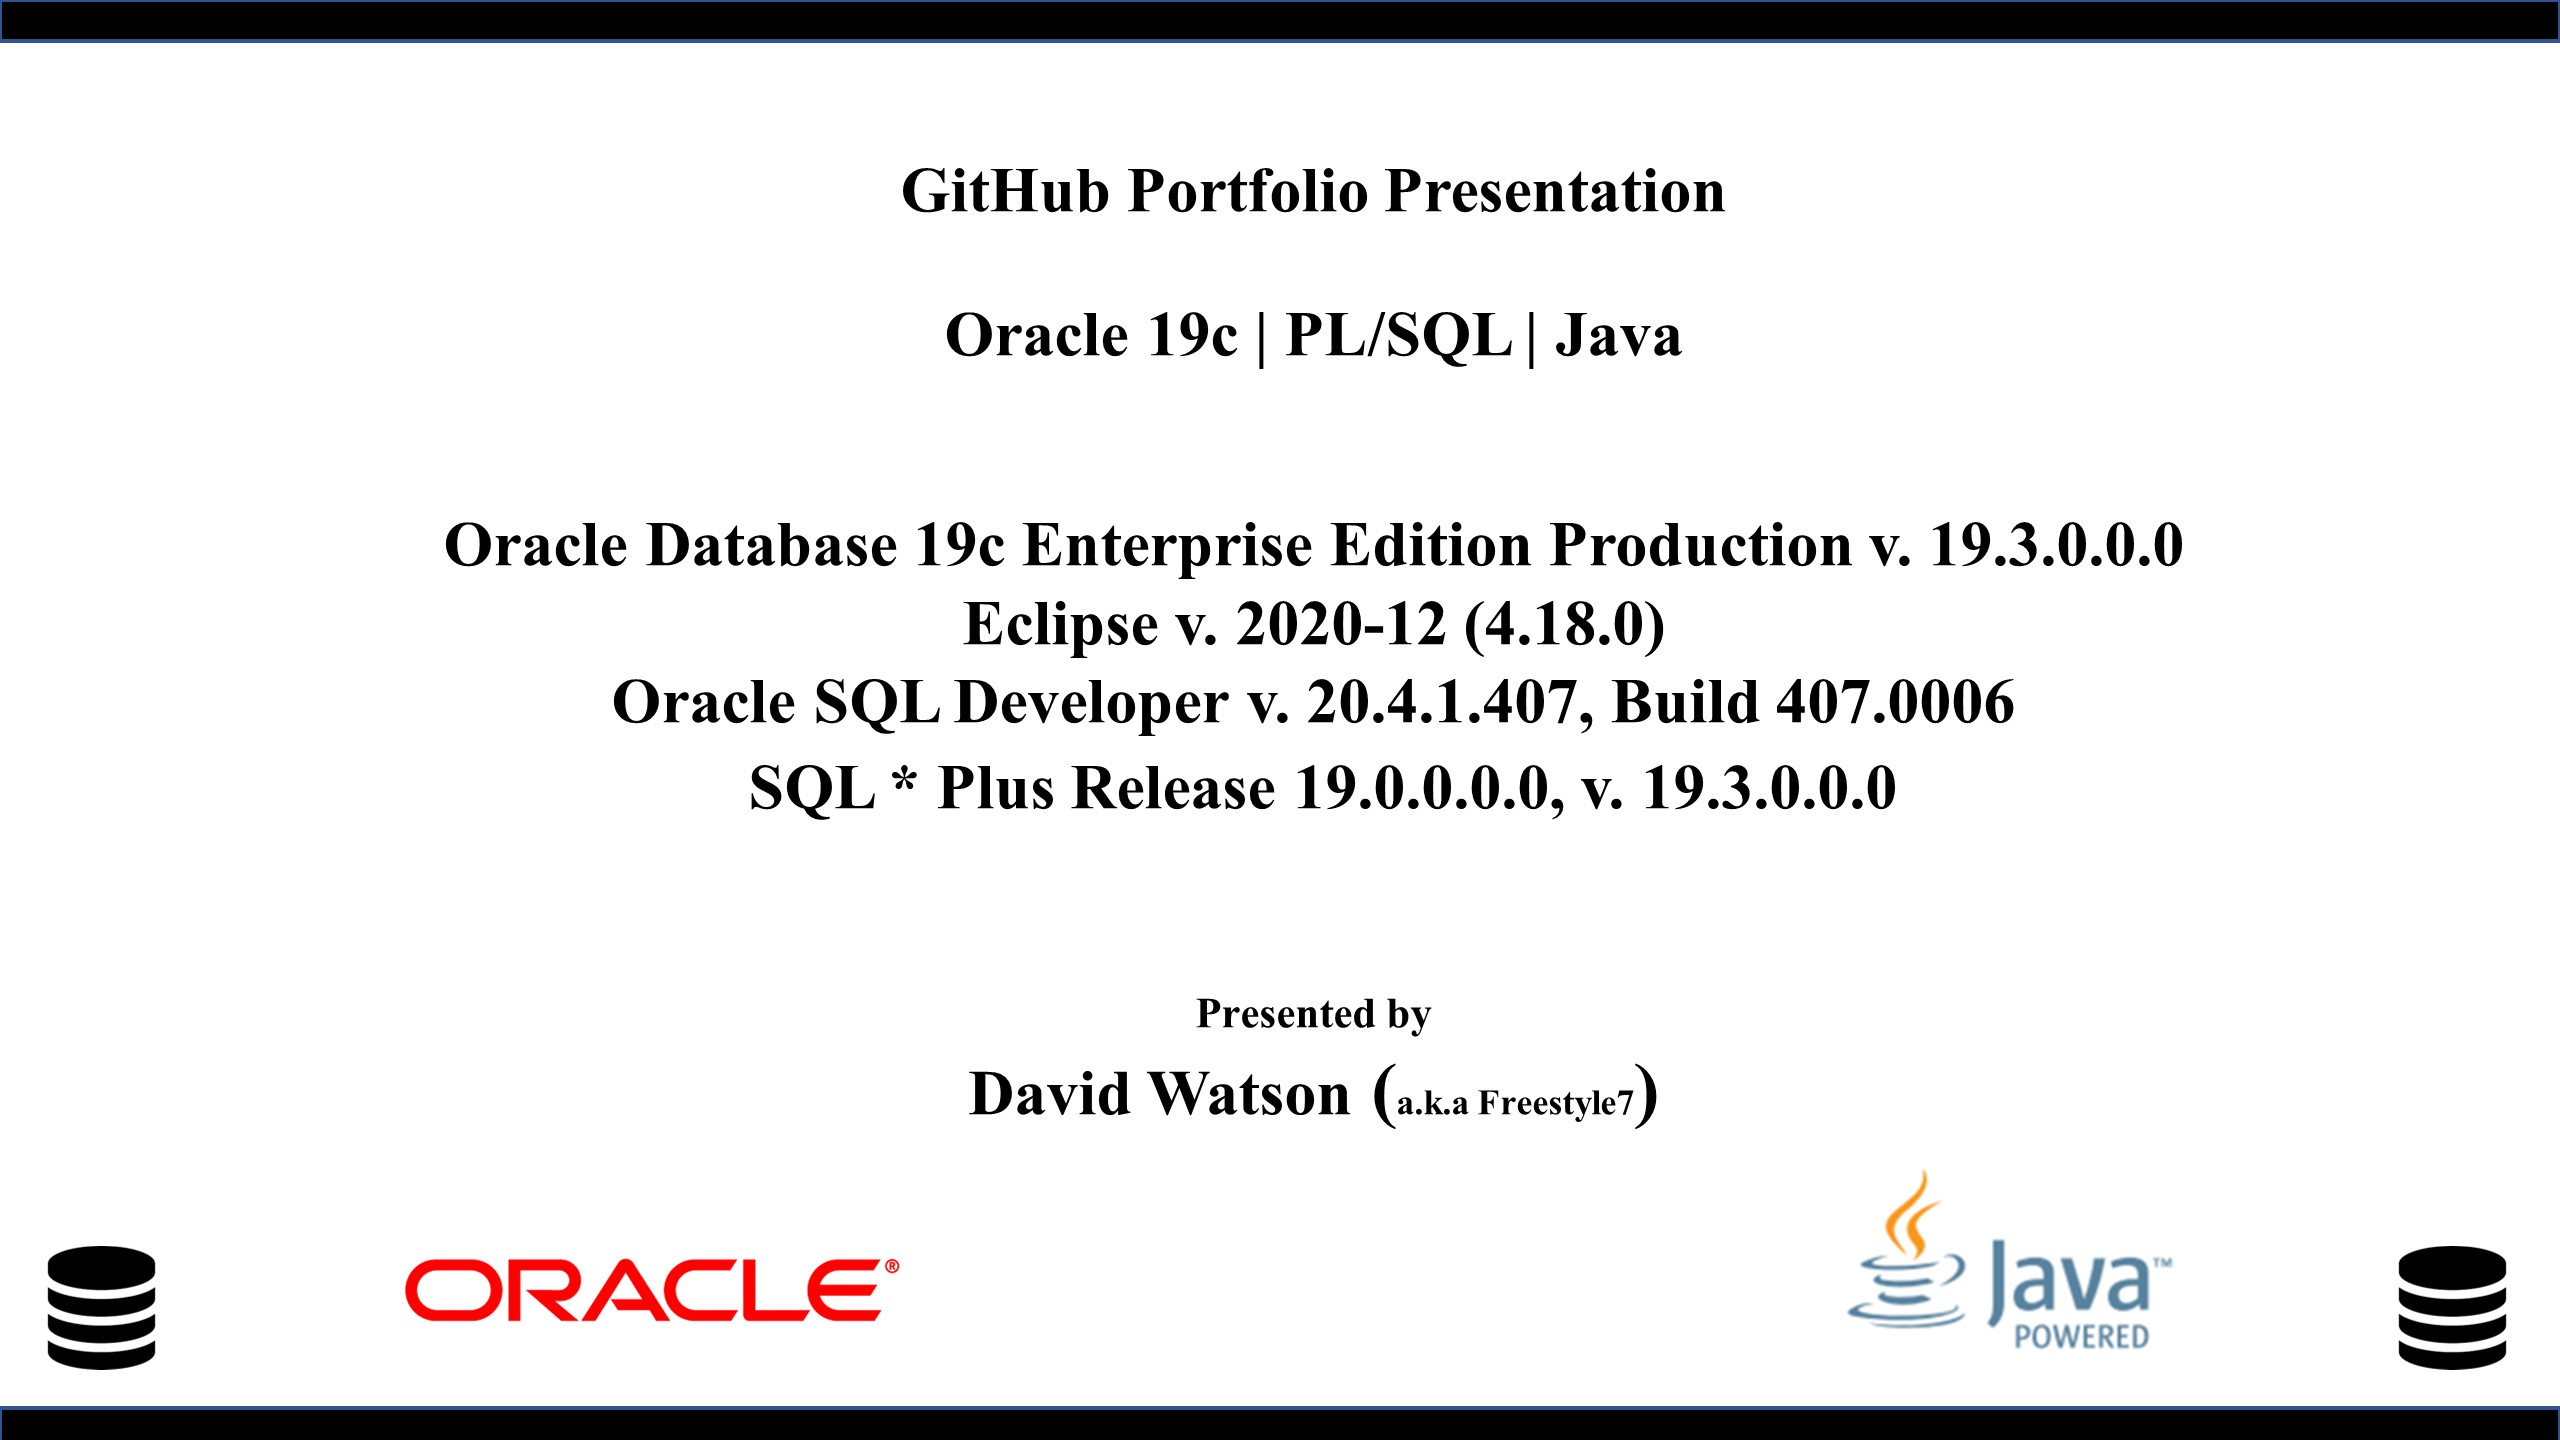 GitHub Portfolio Presentation
Oracle 19c | PL/SQL | Java
Oracle Database 19c Enterprise Edition Production v. 19.3.0.0.0
Eclipse v. 2020-12 (4.18.0)
Oracle SQL Developer v. 20.4.1.407, Build 407.0006
SQL * Plus Release 19.0.0.0.0, v. 19.3.0.0.0
Presented by
David Watson (a.k.a Freestyle7)
ORACLE®
Java™
POWERED